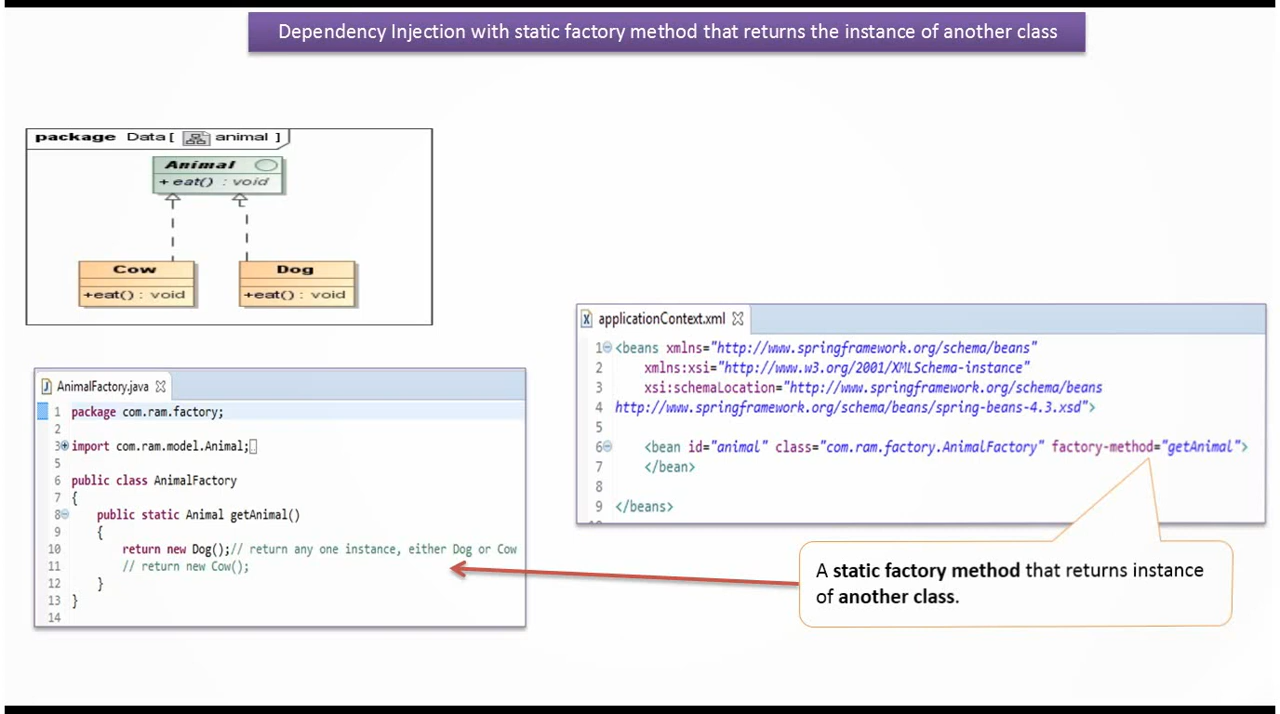 Dependency Injection with static factory method that returns the instance of another class
package Data [ animal ]
Animal
+ eat() : void
Cow
+eat() : void
Dog
+eat() : void
AnimalFactory.java
1 package com.ram.factory;
2
3 import com.ram.model.Animal;
5
6 public class AnimalFactory
7 {
8 public static Animal getAnimal()
9 {
10 return new Dog();// return any one instance, either Dog or Cow
11 // return new Cow();
12 }
13 }
14
applicationContext.xml
1 <beans xmlns="http://www.springframework.org/schema/beans"
2 xmlns:xsi="http://www.w3.org/2001/XMLSchema-instance"
3 xsi:schemaLocation="http://www.springframework.org/schema/beans
4 http://www.springframework.org/schema/beans/spring-beans-4.3.xsd">
5
6 <bean id="animal" class="com.ram.factory.AnimalFactory" factory-method="getAnimal">
7 </bean>
8
9 </beans>
A static factory method that returns instance
of another class.